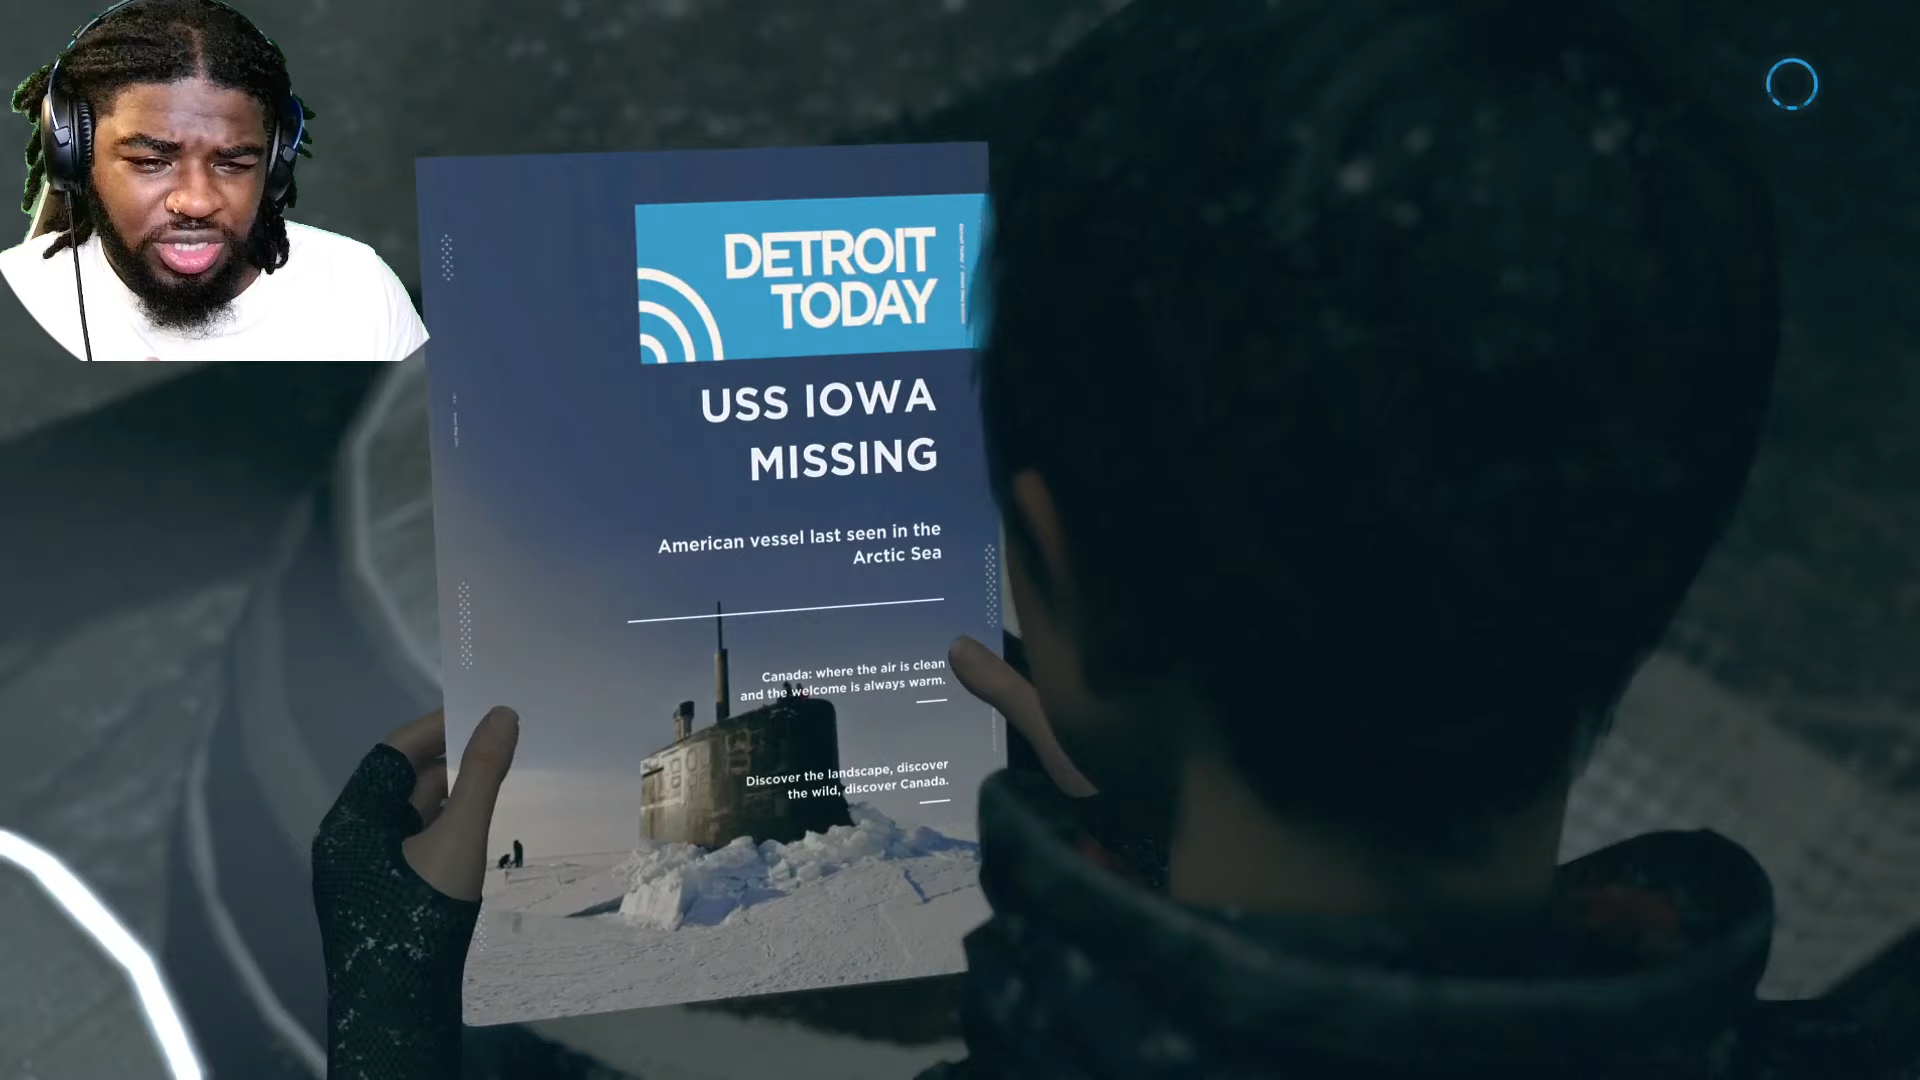 DETROIT
TODAY
USS IOWA
MISSING
American vessel last seen in the
Arctic Sea
Canada: where the air is clean
and the welcome is always warm.
Discover the landscape, discover
the wild, discover Canada.